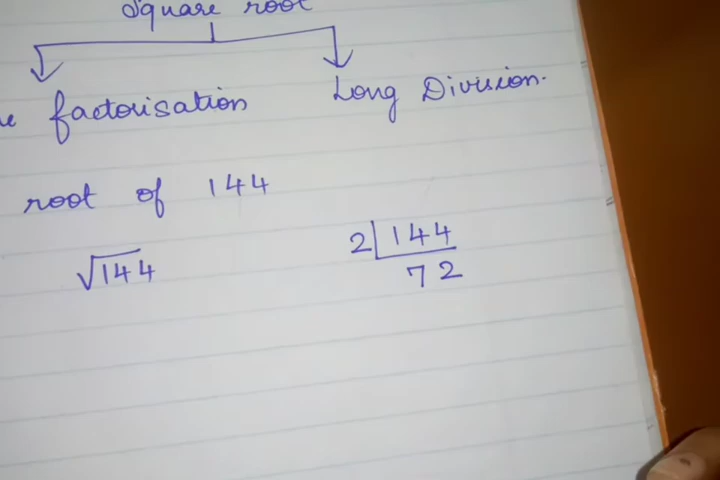 Square root
factorisation Long Division.
root of 144
√144 2 144
72